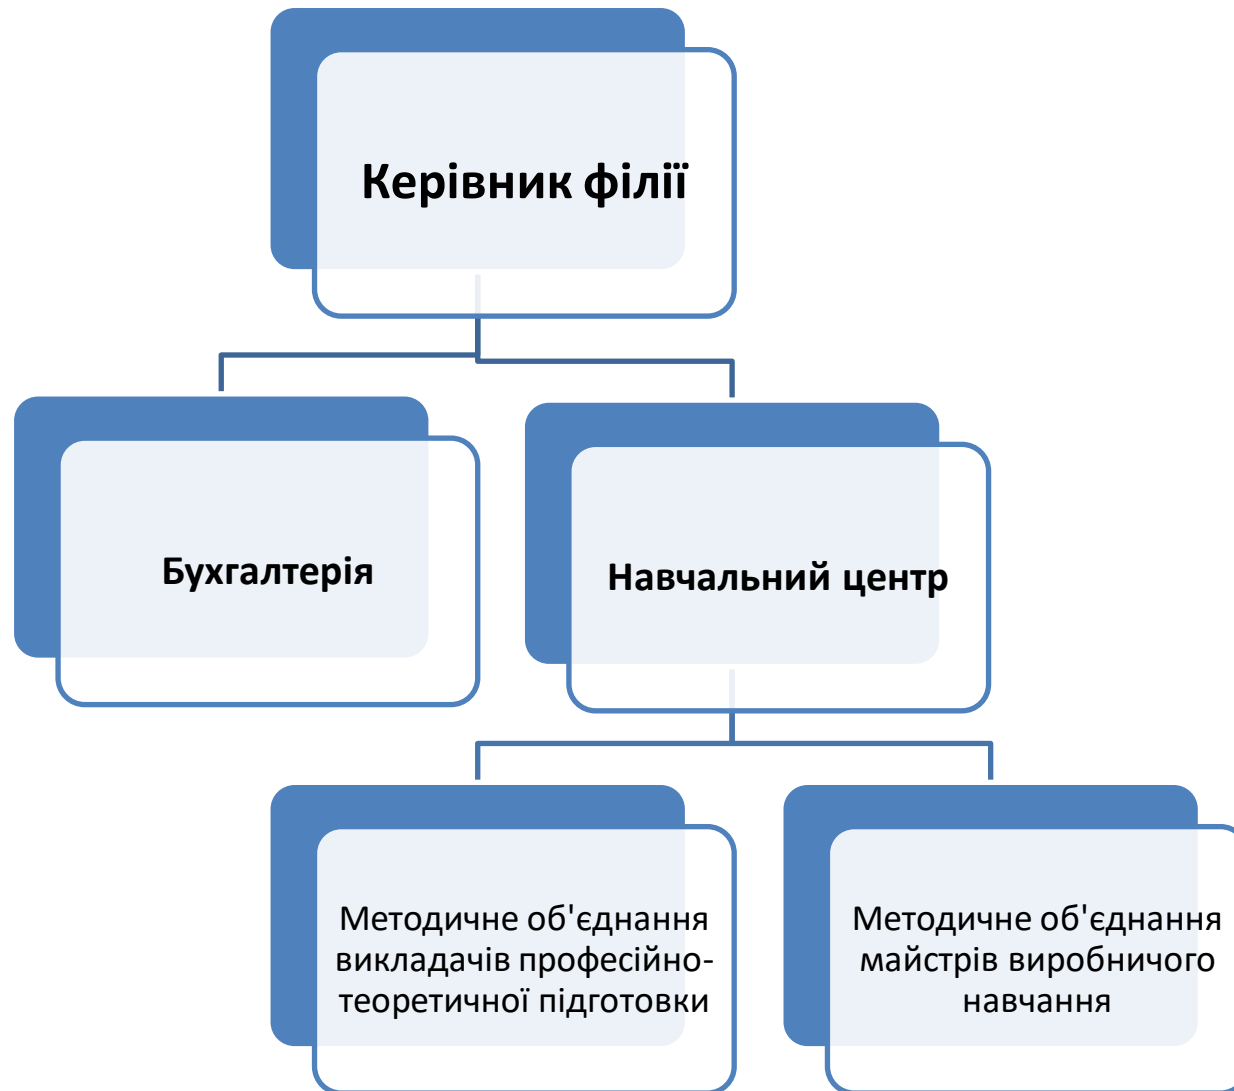 Керівник філії
Бухгалтерія
Навчальний центр
Методичне об'єднання
викладачів професійно-
теоретичної підготовки
Методичне об'єднання
майстрів виробничого
навчання